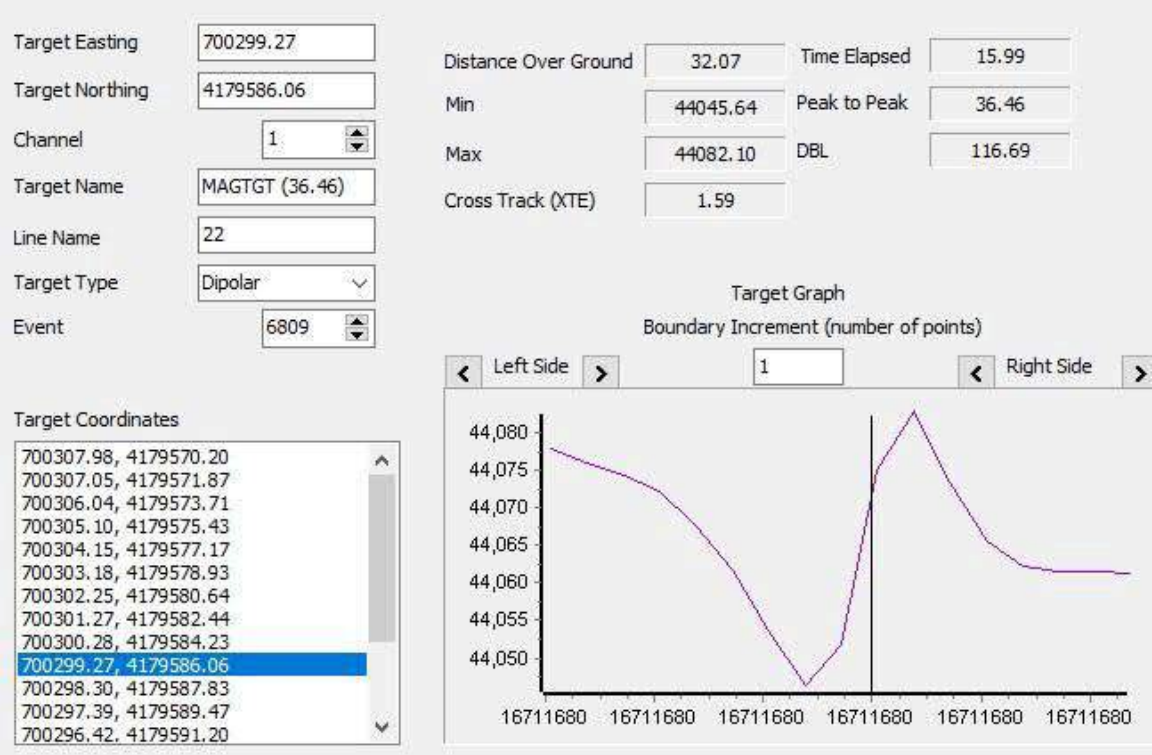 Target Easting 700299.27
Target Northing 4179586.06
Channel 1
Target Name MAGTGT (36.46)
Line Name 22
Target Type Dipolar
Event 6809
Distance Over Ground 32.07 Time Elapsed 15.99
Min 44045.64 Peak to Peak 36.46
Max 44082.10 DBL 116.69
Cross Track (XTE) 1.59
Target Graph
Boundary Increment (number of points)
< Left Side > 1 < Right Side >
Target Coordinates
700307.98, 4179570.20
700307.05, 4179571.87
700306.04, 4179573.71
700305.10, 4179575.43
700304.15, 4179577.17
700303.18, 4179578.93
700302.25, 4179580.64
700301.27, 4179582.44
700300.28, 4179584.23
700299.27, 4179586.06
700298.30, 4179587.83
700297.39, 4179589.47
700296.42, 4179591.20
44,080
44,075
44,070
44,065
44,060
44,055
44,050
16711680 16711680 16711680 16711680 16711680 16711680